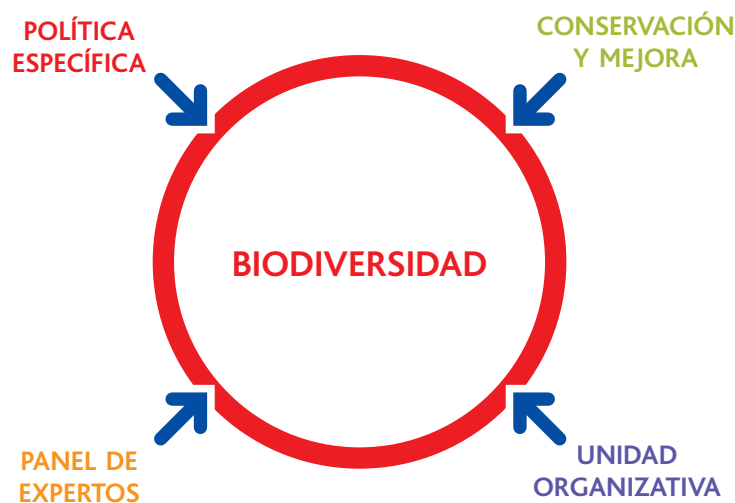 POLÍTICA
ESPECÍFICA
CONSERVACIÓN
Y MEJORA
BIODIVERSIDAD
PANEL DE
EXPERTOS
UNIDAD
ORGANIZATIVA